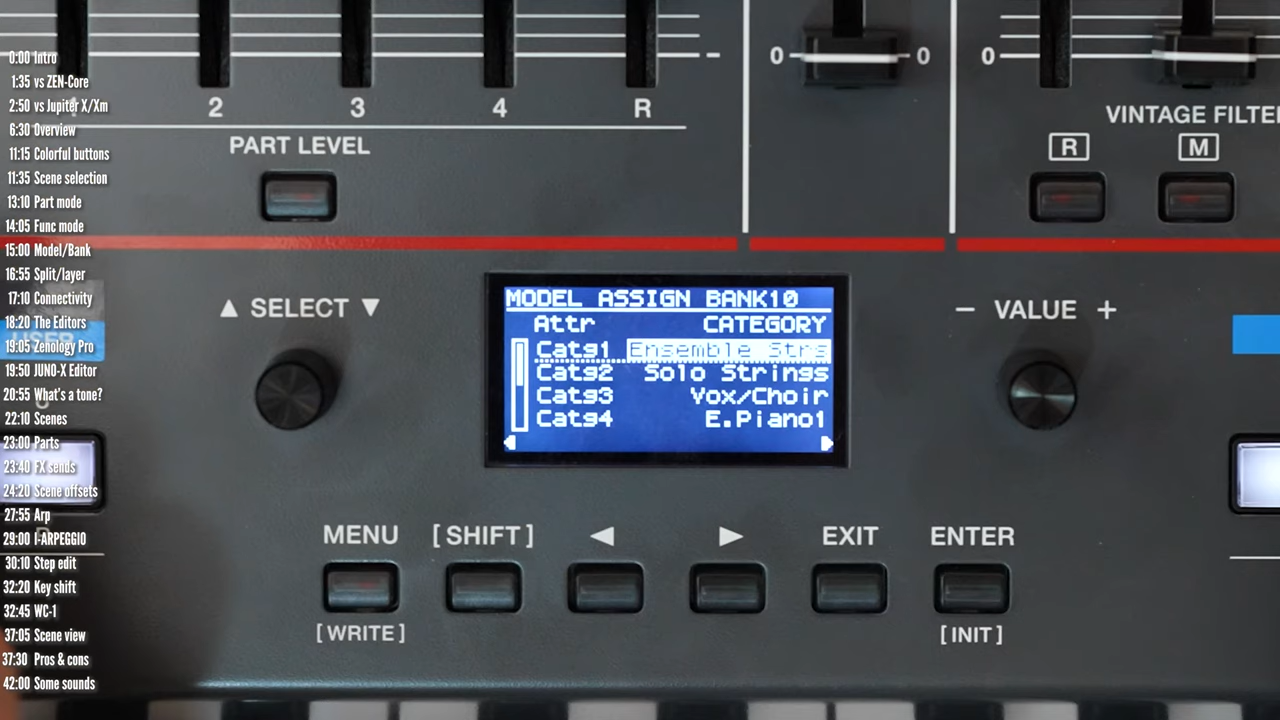 0:00 Intro
1:35 vs ZEN-Core
2:50 vs Jupiter X/Xm
6:30 Overview
11:15 Colorful buttons
11:35 Scene selection
13:10 Part mode
14:05 Func mode
15:00 Model/Bank
16:55 Split/layer
17:10 Connectivity
18:20 The Editors
19:05 Zenology Pro
19:50 JUNO-X Editor
20:55 What's a tone?
22:10 Scenes
23:00 Parts
23:40 FX sends
24:20 Scene offsets
27:55 Arp
29:00 I-ARPEGGIO
30:10 Step edit
32:20 Key shift
32:45 WC-1
37:05 Scene view
37:30 Pros & cons
42:00 Some sounds
2 3 4 R
PART LEVEL
0 0
0
VINTAGE FILTE
R M
▲ SELECT ▼
MODEL ASSIGN BANK10
Attr CATEGORY
Catg1 Ensemble Strs
Catg2 Solo Strings
Catg3 Vox/Choir
Catg4 E.Piano1
− VALUE +
MENU [SHIFT] ◀ ▶ EXIT ENTER
[WRITE] [INIT]